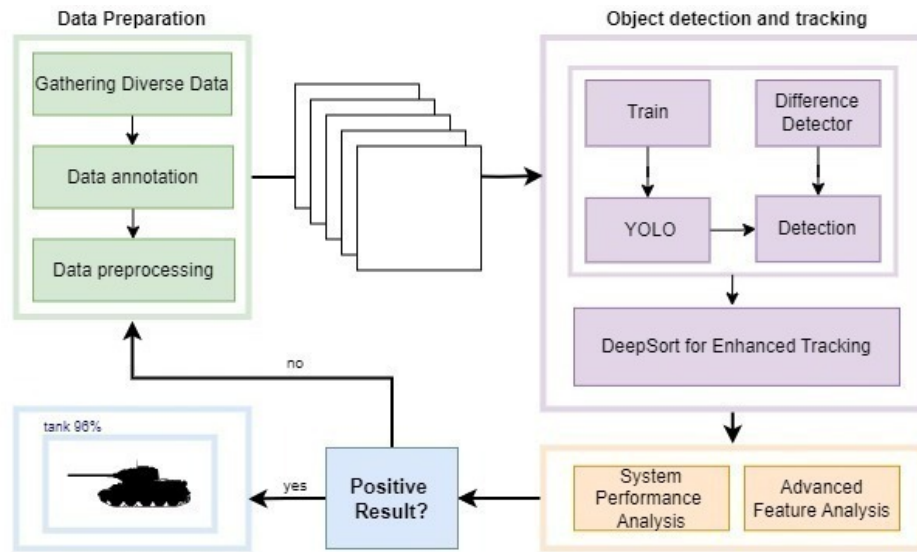 Data Preparation
Object detection and tracking
Gathering Diverse Data
Data annotation
Data preprocessing
Train
Difference
Detector
YOLO
Detection
DeepSort for Enhanced Tracking
no
tank 96%
yes
Positive
Result?
System
Performance
Analysis
Advanced
Feature Analysis